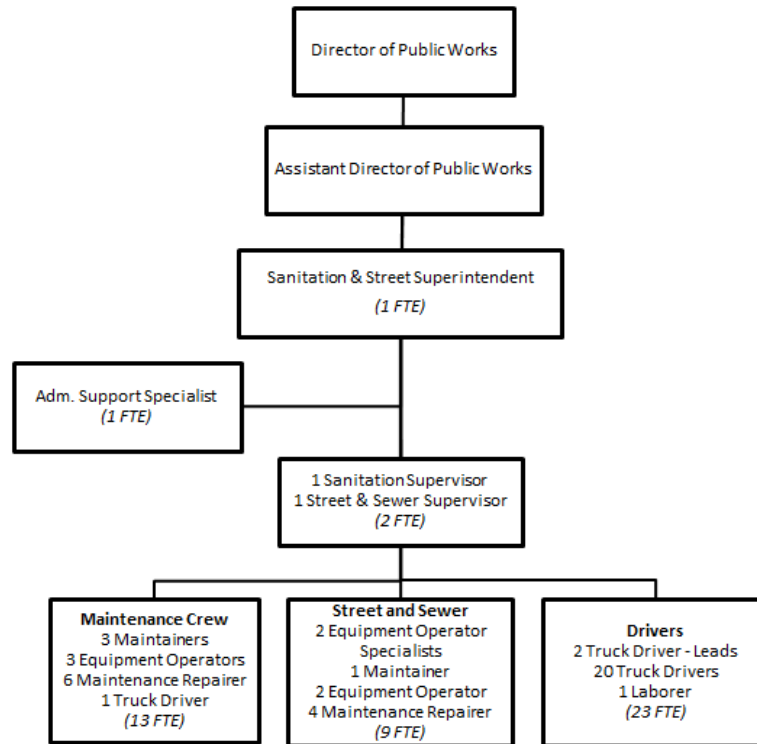 Director of Public Works
Assistant Director of Public Works
Sanitation & Street Superintendent
(1 FTE)
Adm. Support Specialist
(1 FTE)
1 Sanitation Supervisor
1 Street & Sewer Supervisor
(2 FTE)
Maintenance Crew
3 Maintainers
3 Equipment Operators
6 Maintenance Repairer
1 Truck Driver
(13 FTE)
Street and Sewer
2 Equipment Operator
Specialists
1 Maintainer
2 Equipment Operator
4 Maintenance Repairer
(9 FTE)
Drivers
2 Truck Driver - Leads
20 Truck Drivers
1 Laborer
(23 FTE)